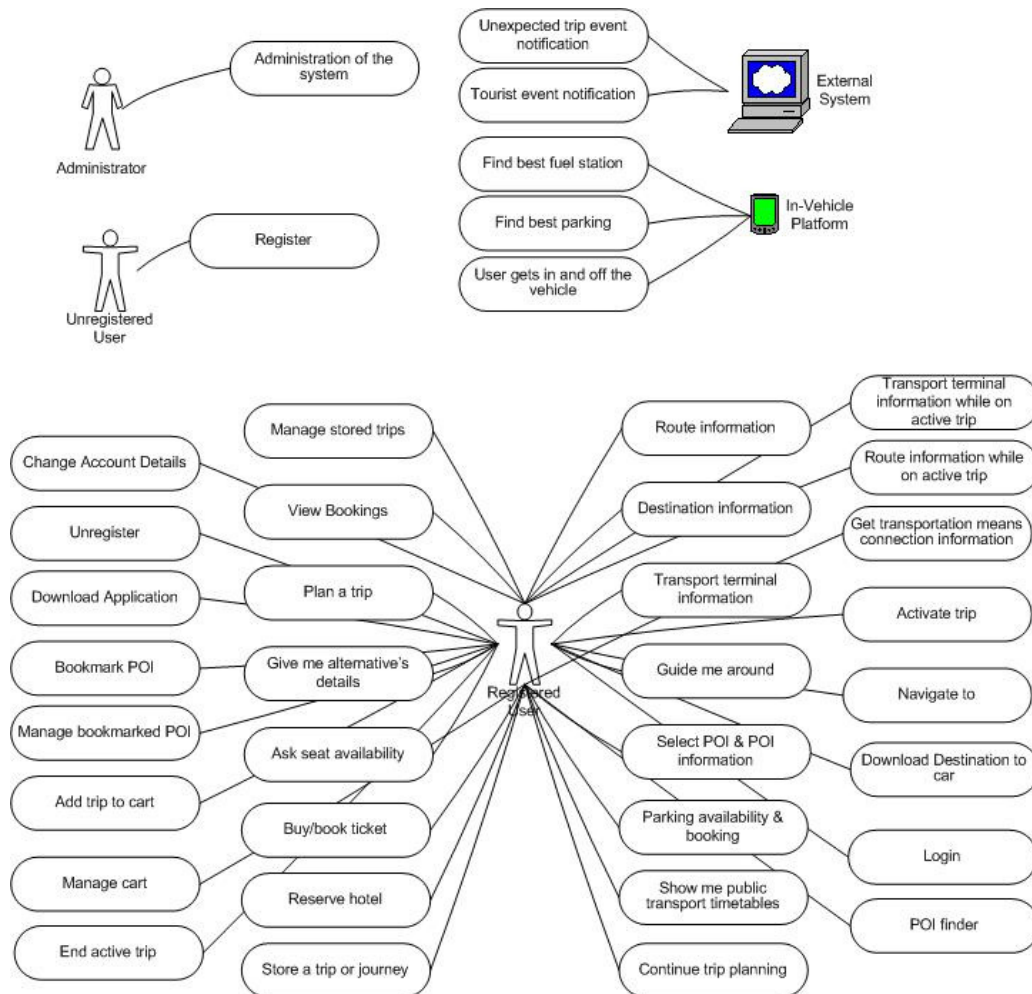 Administration of the
system
Administrator
Register
Unregistered
User
Unexpected trip event
notification
Tourist event notification
External
System
Find best fuel station
Find best parking
In-Vehicle
Platform
User gets in and off the
vehicle
Change Account Details
Unregister
Download Application
Bookmark POI
Manage bookmarked POI
Add trip to cart
Manage cart
End active trip
Manage stored trips
View Bookings
Plan a trip
Give me alternative's
details
Ask seat availability
Buy/book ticket
Reserve hotel
Store a trip or journey
Registered
User
Route information
Destination information
Transport terminal
information
Guide me around
Select POI & POI
information
Parking availability &
booking
Show me public
transport timetables
Continue trip planning
Transport terminal
information while on
active trip
Route information while
on active trip
Get transportation means
connection information
Activate trip
Navigate to
Download Destination to
car
Login
POI finder